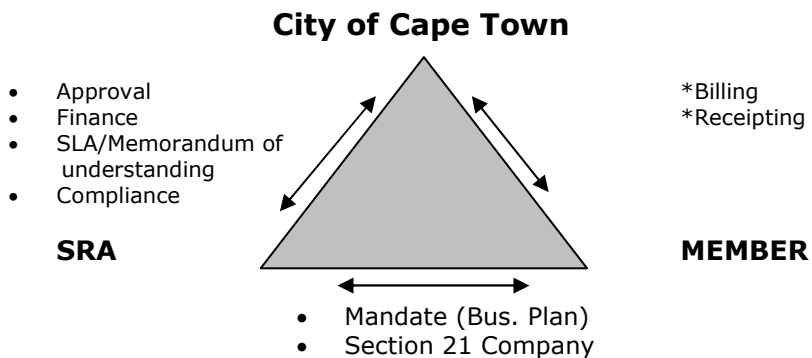 City of Cape Town
• Approval
• Finance
• SLA/Memorandum of
understanding
• Compliance
*Billing
*Receipting
SRA
MEMBER
• Mandate (Bus. Plan)
• Section 21 Company